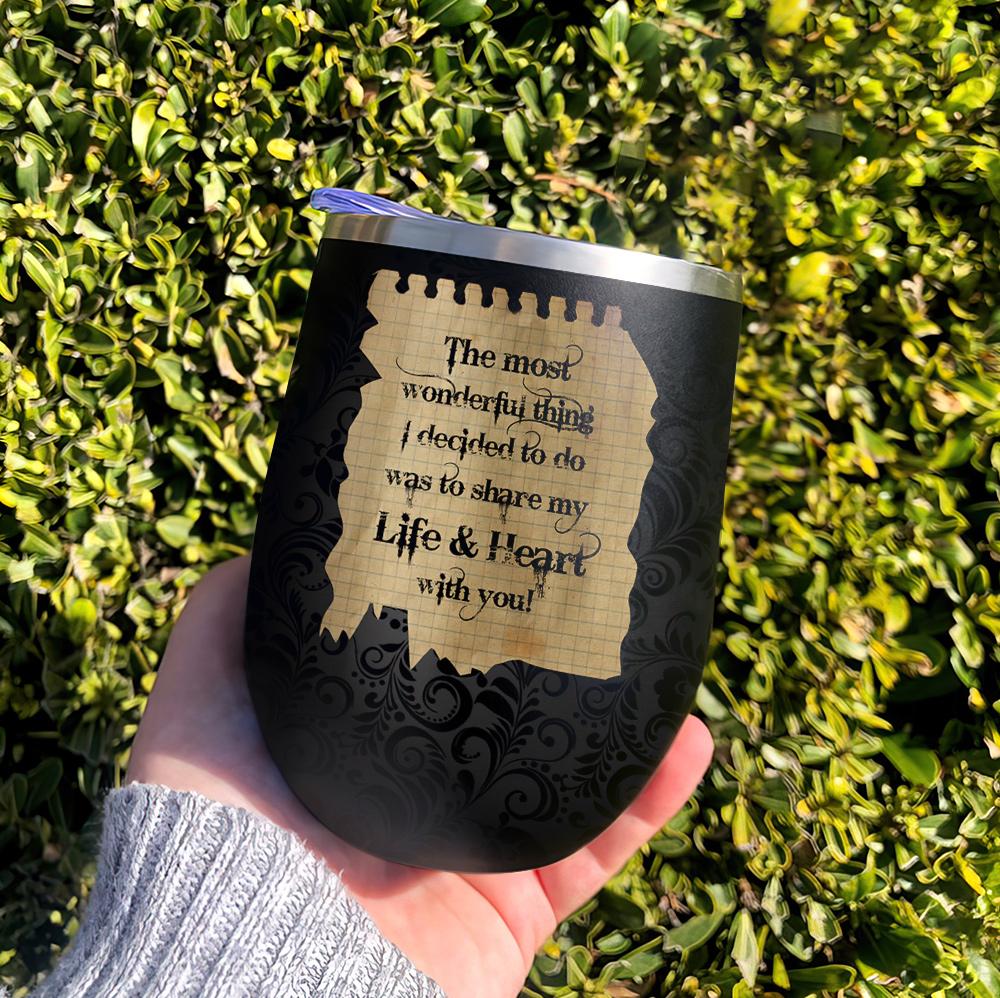 The most
wonderful thing
I decided to do
was to share my
Life & Heart
with you!